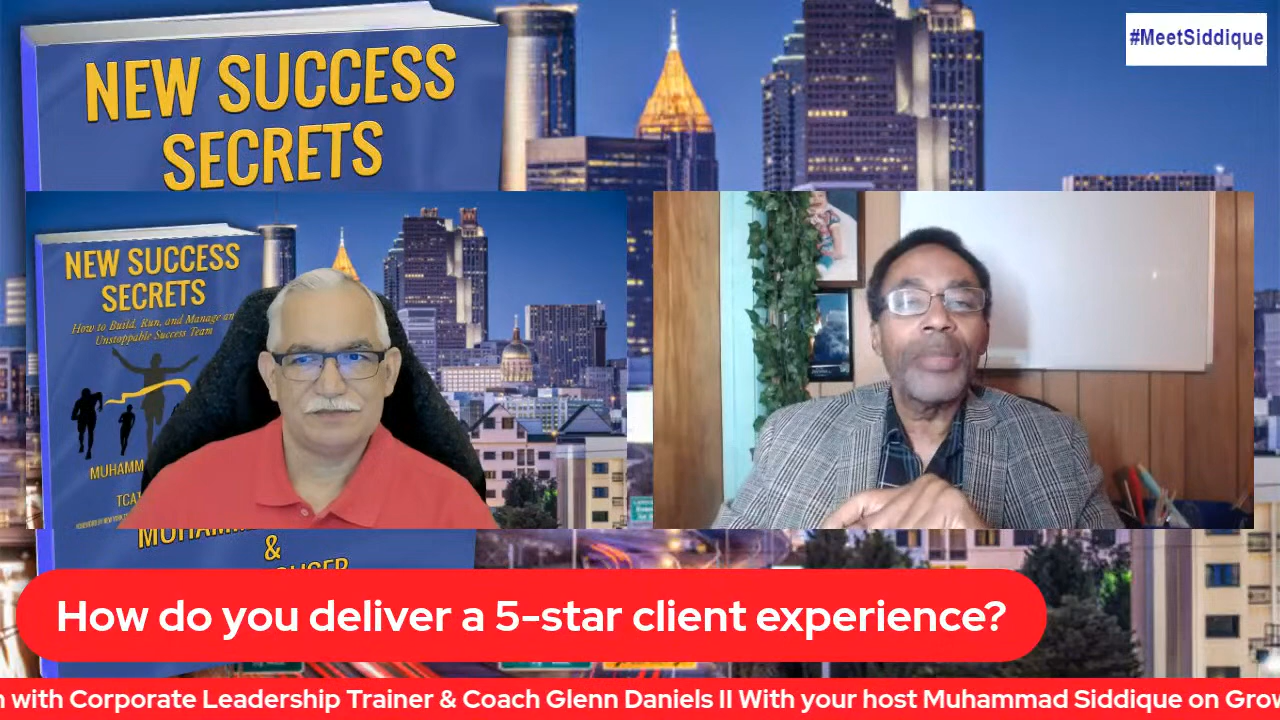 #MeetSiddique
NEW SUCCESS
SECRETS
NEW SUCCESS
SECRETS
How to Build, Run, and Manage an
Unstoppable Success Team
MUHAMM
&
How do you deliver a 5-star client experience?
with Corporate Leadership Trainer & Coach Glenn Daniels II With your host Muhammad Siddique on Grow